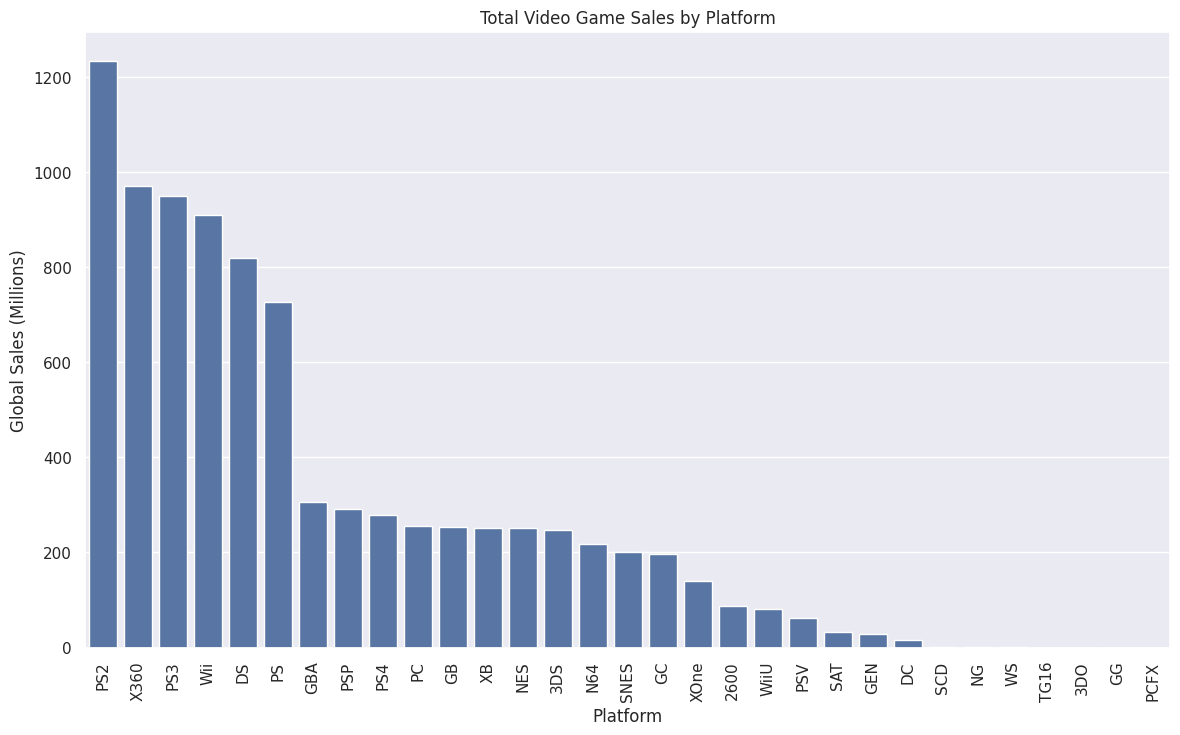 Total Video Game Sales by Platform
Global Sales (Millions)
1200
1000
800
600
400
200
0
PS2
X360
PS3
Wii
DS
PS
GBA
PSP
PS4
PC
GB
XB
NES
3DS
N64
SNES
GC
XOne
2600
WiiU
PSV
SAT
GEN
DC
SCD
NG
WS
TG16
3DO
GG
PCFX
Platform